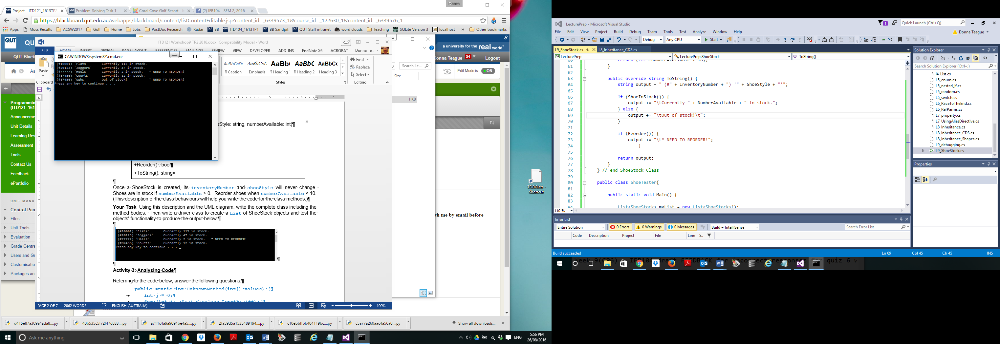 Donna
Project – ITD121_1613TP2
Problem-Solving Task 1 –
Coral Cove Golf Resort -
(2) IFB104 - SEM 2, 2016
https://blackboard.qut.edu.au/webapps/blackboard/content/listContentEditable.jsp?content_id=_6339573_1&course_id=_122630_1&content_id=_6339576_1
Apps Moss Results ACSW2017 Golf Home Jobs PostDoc Research Radar BB ITD104_1613TP1 BB Sandpit QUT Staff intranet word clouds Teaching SQLite Version 3 localhost » Other bookmarks
QUT
a university for the real world
Donna Teague 34 Logout
QUT Black
Edit Mode is: ON
Search Le...
Size
1 KB
th me by email before
Programmin
(ITD121_161
Announceme
Unit Details
Learning Res
Assessment
Tools
Contact Us
Feedback
ePortfolio
UNIT MANA
Control Pan
Files
Unit Tools
Evaluation
Grade Centre
Users and Gr
Customisatio
Packages an
ITD121 Workshop9 TP2 2016.docx [Compatibility Mode] - Word
FILE HOME INSERT DESIGN PAGE LAYOUT REFERENCES MAILINGS REVIEW VIEW DEVELOPER ADD-INS EndNote X6 ACROBAT Donna Te...
Paste
Clipboard
AaBbCcDc AaBbCcL AaBb( AaBbC AaBbCc
¶ Caption Emphasis ¶ Heading 1 ¶ Heading 2 Heading 3
Styles
Find
Replace
Select
Editing
C:\WINDOWS\system32\cmd.exe
(#10001) 'Flats' Currently 115 in stock.
(#20123) 'Joggers' Currently 47 in stock.
(#77777) 'Heels' Currently 2 in stock. * NEED TO REORDER!
(#87456) 'Courts' Currently 12 in stock.
(#87456) 'Ughs' Out of stock! * NEED TO REORDER!
Press any key to continue . . .
eStyle: string, numberAvailable: int)¶
+Reorder(): bool¶
+ToString(): string¤
¶
Once a ShoeStock is created, its inventoryNumber and shoeStyle will never change.
Shoes are in stock if numberAvailable > 0. Reorder shoes when numberAvailable < 10.
(This description of the class behaviours will help you write the code for the class methods.)¶
Your Task: Using this description and the UML diagram, write the complete class including the
method bodies. Then write a driver class to create a List of ShoeStock objects and test the
objects' functionality to produce the output below:¶
¶
(#10001) 'Flats' Currently 115 in stock.
(#20123) 'Joggers' Currently 47 in stock.
(#77777) 'Heels' Currently 2 in stock. * NEED TO REORDER!
(#87456) 'Courts' Currently 12 in stock.
Press any key to continue . . . _
¶
¶
Activity 3: Analysing Code¶
Referring to the code below, answer the following questions:¶
public static int UnknownMethod(int[] values) {¶
int j = 0;¶
for (int i = 0; i < values.Length; i++) {¶
PAGE 2 OF 7 2062 WORDS ENGLISH (AUSTRALIA) 100%
d415e87a309a4ada8....py 40b535c5f72f47dc83....py a711c4a9a9094be4a5....py 2fa59d5a1535489194....py c10ebbffbb404119bc....py c5a77a260aac4a56a0....py Show all downloads...
Ask me anything
ENG
5:56 PM
26/08/2016
TODO.txt -
Shortcut
LecturePrep - Microsoft Visual Studio
1
Quick Launch (Ctrl+Q)
File Edit View Project Build Debug Team Tools Test Analyze Window Help
Donna Teague
Debug Any CPU Start
L9_ShoeStock.cs L8_Inheritance_CDS.cs
LecturePrep LecturePrep.ShoeStock ToString()
60 return (this.numberAvailable < 10);
61 }
62
63 public override string ToString() {
64 string output = " (#" + InventoryNumber + ") '" + ShoeStyle + "'";
65
66 if (ShoeInStock()) {
67 output += "\tCurrently " + NumberAvailable + " in stock.";
68 } else {
69 output += "\tOut of stock!\t";
70 }
71
72 if (Reorder()) {
73 output += "\t* NEED TO REORDER!";
74 }
75
76 return output;
77 }
78 } // end ShoeStock Class
79
80 public class ShoeTester{
81
82 public static void Main() {
83
List<ShoeStock> myList = new List<ShoeStock>();
110 %
Error List
Entire Solution 0 Errors 0 Warnings 0 Messages Build + IntelliSense Search Error List
Code Description Project File Line S..
Build succeeded Ln 69 Col 45 Ch 45 INS
Solution Explorer
Search Solution Explorer (Ctrl+;)
l4_List.cs
L5_enum.cs
L5_nested_if.cs
L5_random.cs
L5_switch.cs
L6_RaceToTheEnd.cs
L6_RefParms.cs
L7_property.cs
L7_UsingAliasDirective.cs
L8_Inheritance.cs
L8_Inheritance_CDS.cs
L8_Inheritance_Shapes.cs
L9_debugging.cs
L9_ShoeStock.cs
Properties